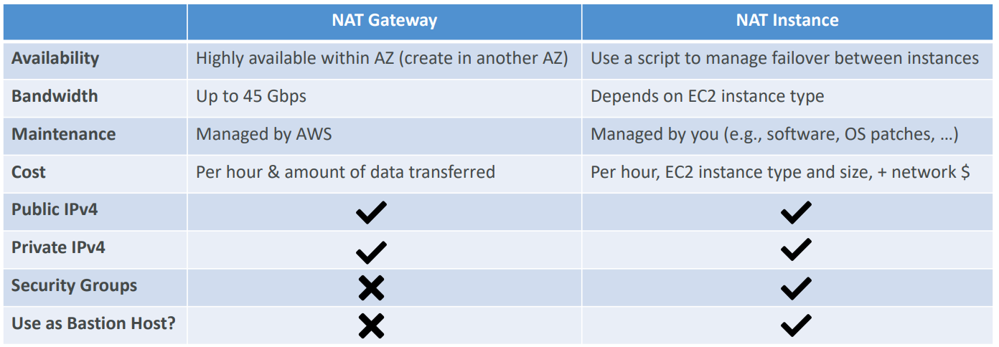 NAT Gateway NAT Instance
Availability Highly available within AZ (create in another AZ) Use a script to manage failover between instances
Bandwidth Up to 45 Gbps Depends on EC2 instance type
Maintenance Managed by AWS Managed by you (e.g., software, OS patches, …)
Cost Per hour & amount of data transferred Per hour, EC2 instance type and size, + network $
Public IPv4 ✔ ✔
Private IPv4 ✔ ✔
Security Groups ✖ ✔
Use as Bastion Host? ✖ ✔